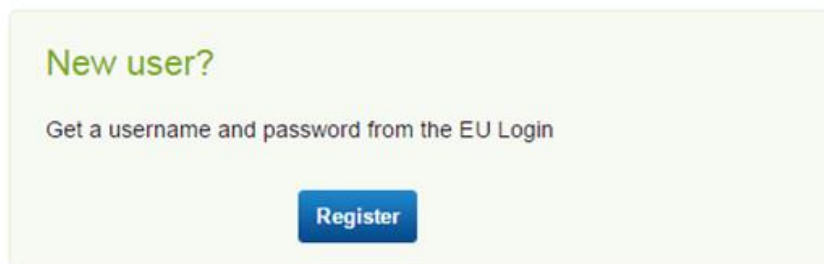 New user?
Get a username and password from the EU Login
Register